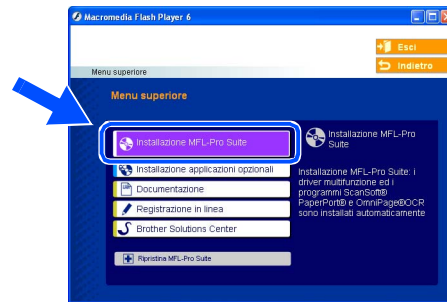 Macromedia Flash Player 6
Esci
Indietro
Menu superiore
Menu superiore
Installazione MFL-Pro Suite
Installazione applicazioni opzionali
Documentazione
Registrazione in linea
Brother Solutions Center
Ripristina MFL-Pro Suite
Installazione MFL-Pro
Suite
Installazione MFL-Pro Suite: i
driver multifunzione ed i
programmi ScanSoft®
PaperPort® e OmniPage®OCR
sono installati automaticamente